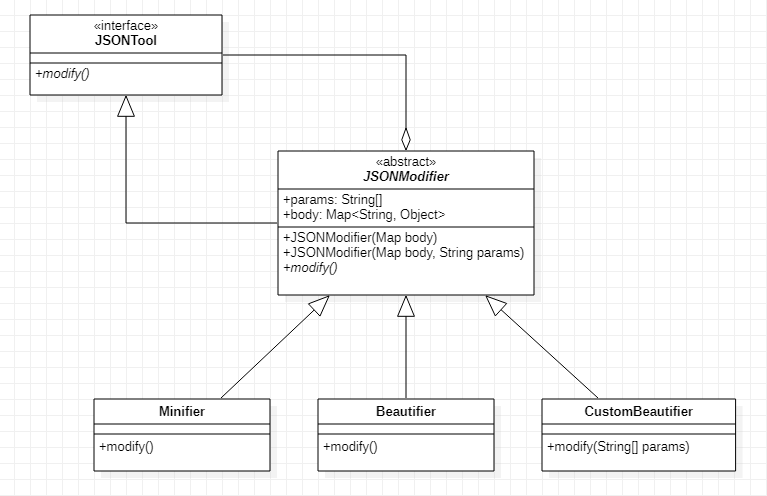 «interface»
JSONTool
+modify()
«abstract»
JSONModifier
+params: String[]
+body: Map<String, Object>
+JSONModifier(Map body)
+JSONModifier(Map body, String params)
+modify()
Minifier
+modify()
Beautifier
+modify()
CustomBeautifier
+modify(String[] params)